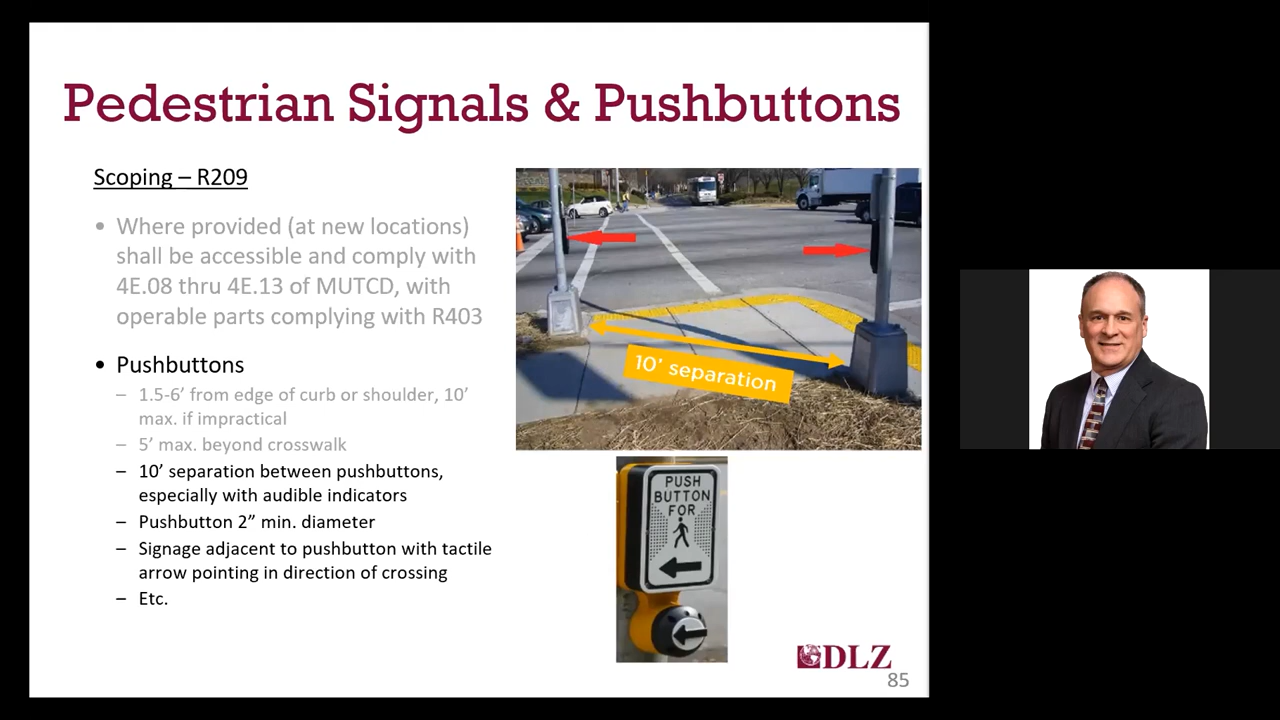 Pedestrian Signals & Pushbuttons
Scoping – R209
• Where provided (at new locations)
shall be accessible and comply with
4E.08 thru 4E.13 of MUTCD, with
operable parts complying with R403
• Pushbuttons
– 1.5-6’ from edge of curb or shoulder, 10’
max. if impractical
– 5’ max. beyond crosswalk
– 10’ separation between pushbuttons,
especially with audible indicators
– Pushbutton 2” min. diameter
– Signage adjacent to pushbutton with tactile
arrow pointing in direction of crossing
– Etc.
10’ separation
PUSH
BUTTON
FOR
DLZ
85